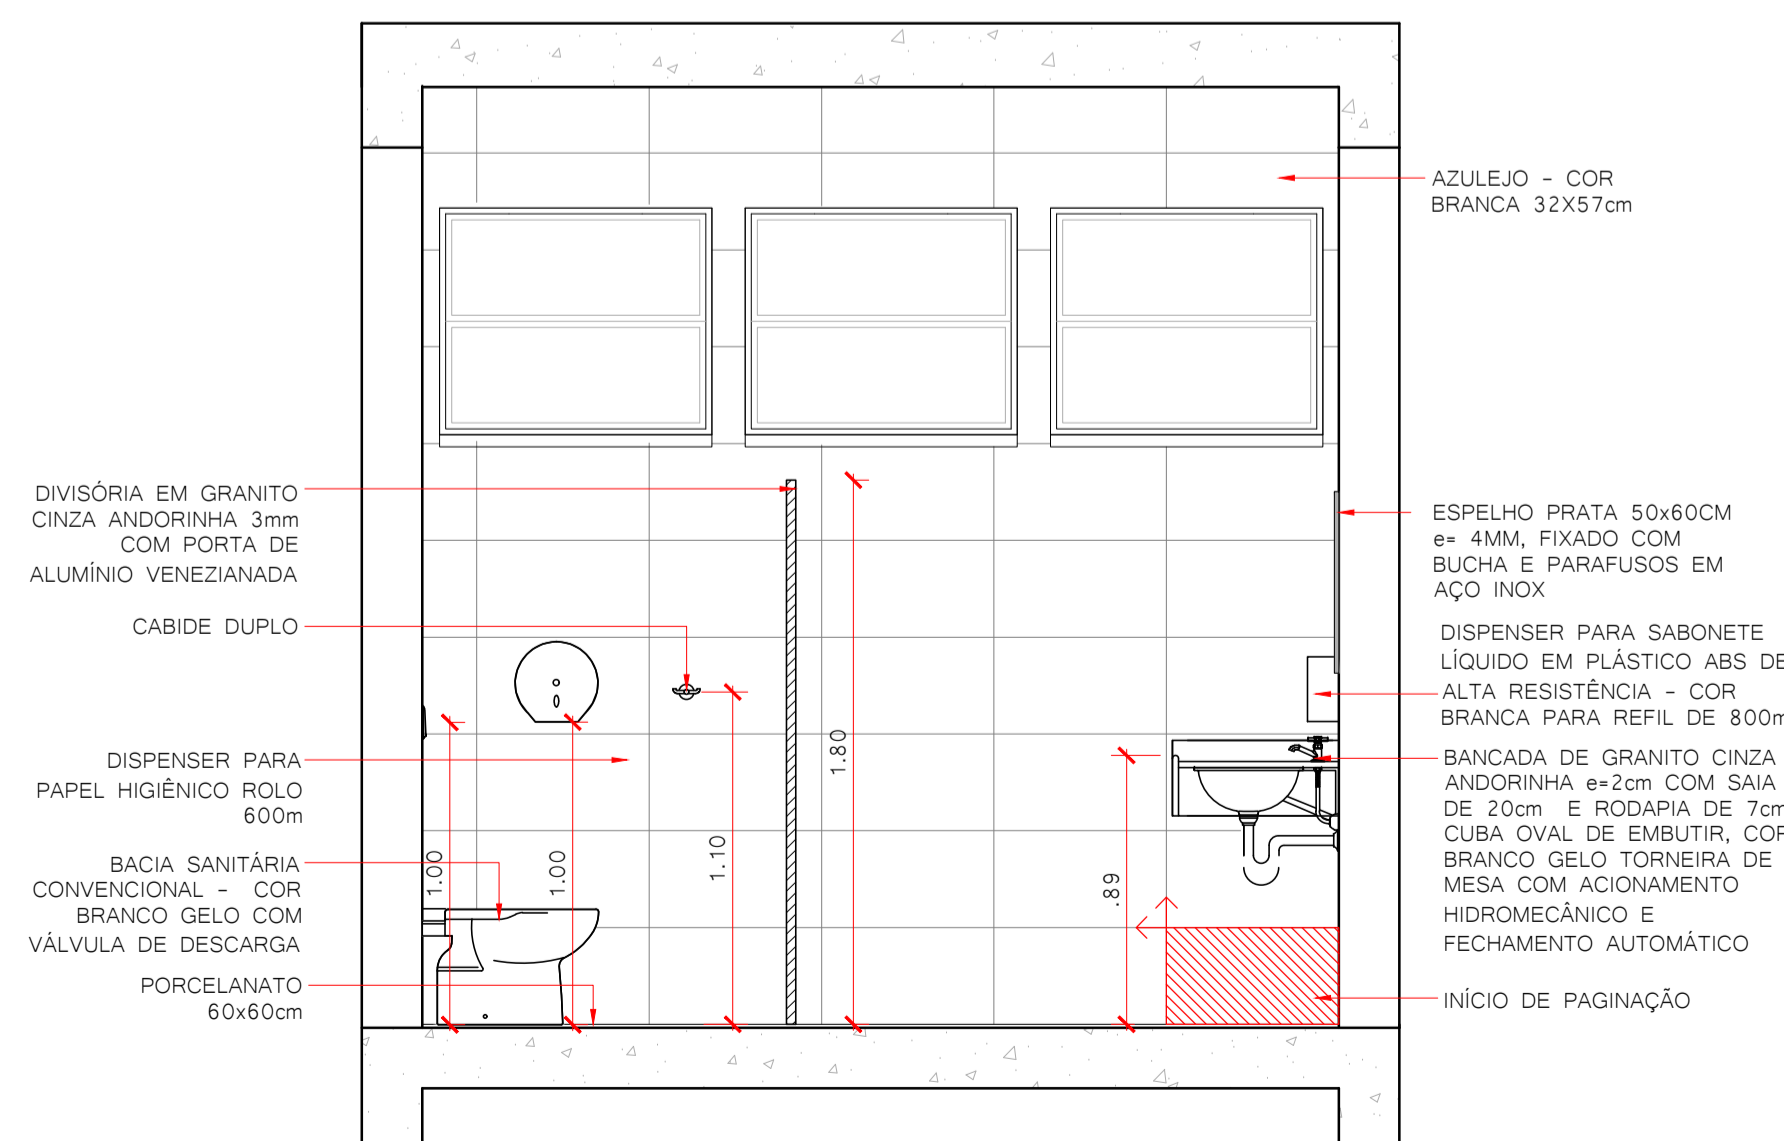 AZULEJO - COR
BRANCA 32X57cm
DIVISÓRIA EM GRANITO
CINZA ANDORINHA 3mm
COM PORTA DE
ALUMÍNIO VENEZIANADA
CABIDE DUPLO
DISPENSER PARA
PAPEL HIGIÊNICO ROLO
600m
BACIA SANITÁRIA
CONVENCIONAL - COR
BRANCO GELO COM
VÁLVULA DE DESCARGA
PORCELANATO
60x60cm
1.00
1.00
1.10
1.80
.89
ESPELHO PRATA 50x60CM
e= 4MM, FIXADO COM
BUCHA E PARAFUSOS EM
AÇO INOX
DISPENSER PARA SABONETE
LÍQUIDO EM PLÁSTICO ABS DE
ALTA RESISTÊNCIA - COR
BRANCA PARA REFIL DE 800m
BANCADA DE GRANITO CINZA
ANDORINHA e=2cm COM SAIA
DE 20cm E RODAPIA DE 7cm
CUBA OVAL DE EMBUTIR, COR
BRANCO GELO TORNEIRA DE
MESA COM ACIONAMENTO
HIDROMECÂNICO E
FECHAMENTO AUTOMÁTICO
INÍCIO DE PAGINAÇÃO